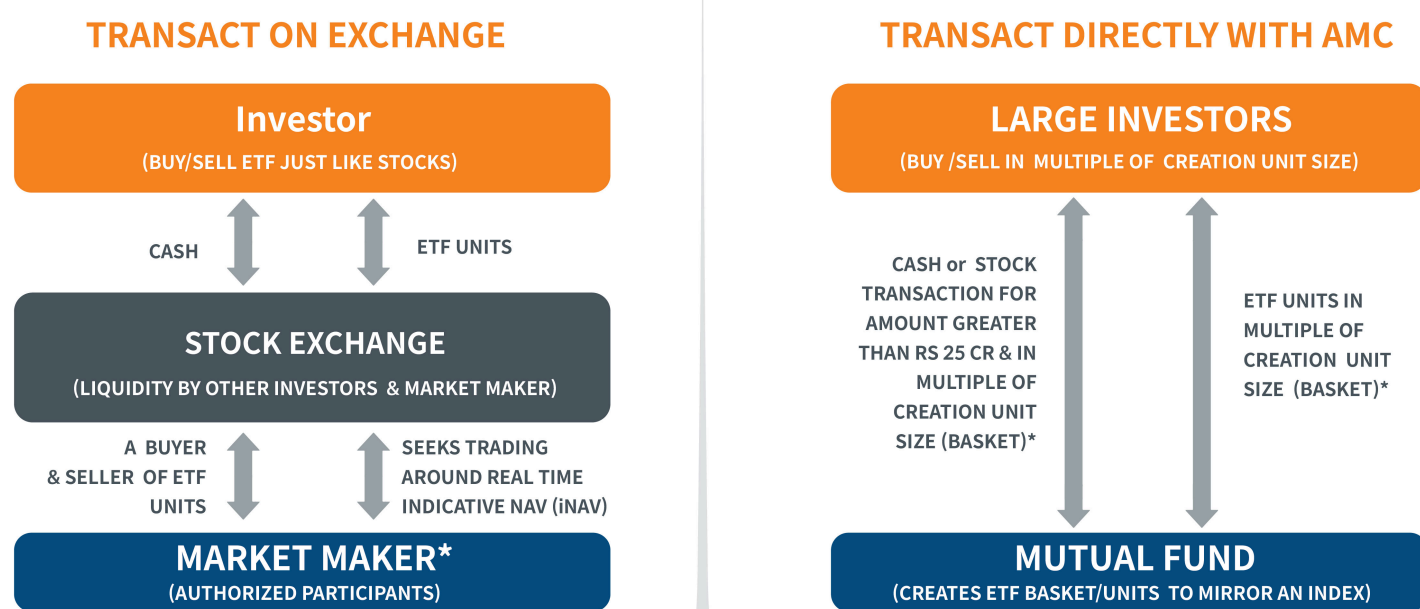 TRANSACT ON EXCHANGE
Investor
(BUY/SELL ETF JUST LIKE STOCKS)
CASH
ETF UNITS
STOCK EXCHANGE
(LIQUIDITY BY OTHER INVESTORS & MARKET MAKER)
A BUYER
& SELLER OF ETF
UNITS
SEEKS TRADING
AROUND REAL TIME
INDICATIVE NAV (iNAV)
MARKET MAKER*
(AUTHORIZED PARTICIPANTS)
TRANSACT DIRECTLY WITH AMC
LARGE INVESTORS
(BUY /SELL IN MULTIPLE OF CREATION UNIT SIZE)
CASH or STOCK
TRANSACTION FOR
AMOUNT GREATER
THAN RS 25 CR & IN
MULTIPLE OF
CREATION UNIT
SIZE (BASKET)*
ETF UNITS IN
MULTIPLE OF
CREATION UNIT
SIZE (BASKET)*
MUTUAL FUND
(CREATES ETF BASKET/UNITS TO MIRROR AN INDEX)